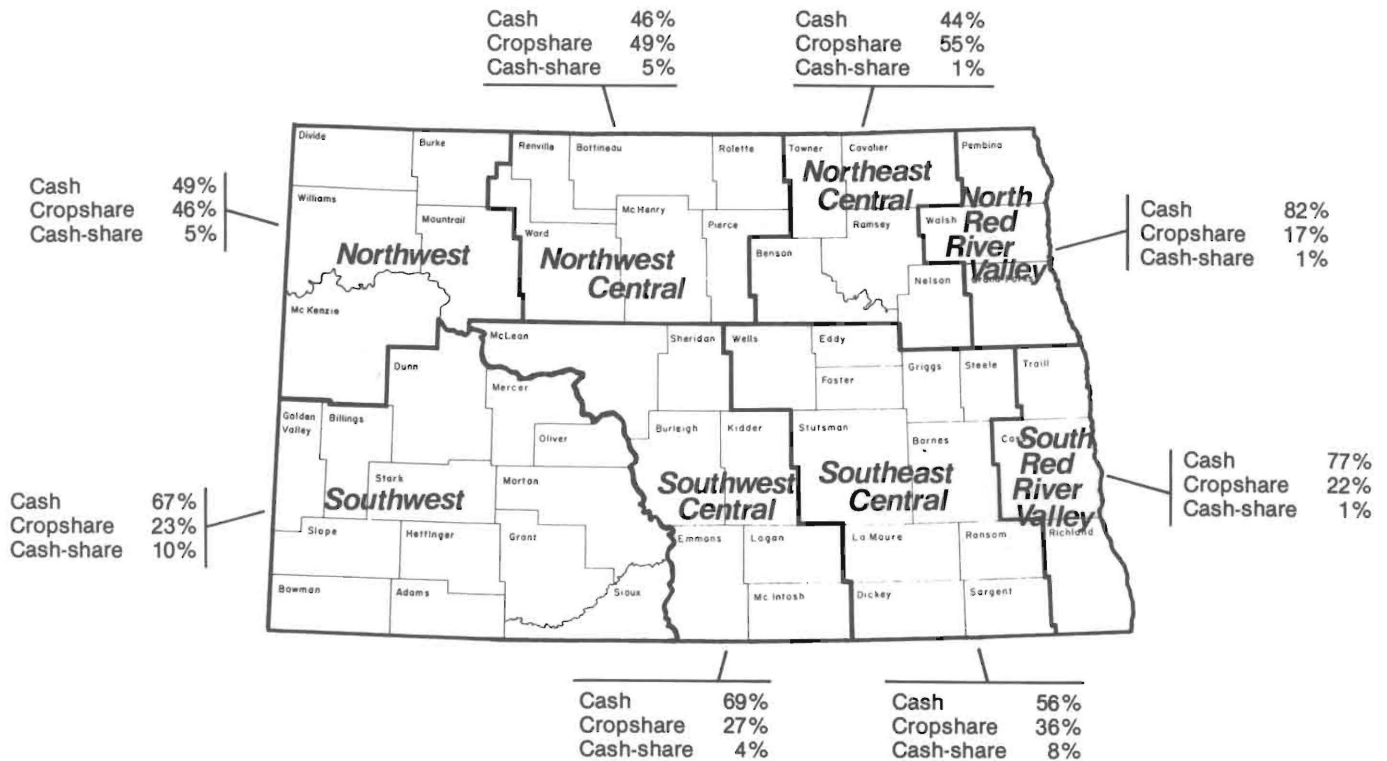 Cash 46%
Cropshare 49%
Cash-share 5%
Cash 44%
Cropshare 55%
Cash-share 1%
Cash 49%
Cropshare 46%
Cash-share 5%
Cash 82%
Cropshare 17%
Cash-share 1%
Cash 67%
Cropshare 23%
Cash-share 10%
Cash 77%
Cropshare 22%
Cash-share 1%
Cash 69%
Cropshare 27%
Cash-share 4%
Cash 56%
Cropshare 36%
Cash-share 8%
Divide
Burke
Williams
Mountrail
Northwest
Mc Kenzie
Renville
Bottineau
Rolette
Mc Henry
Ward
Pierce
Northwest
Central
Towner
Cavalier
Northeast
Central
Ramsey
Benson
Nelson
Pembina
North
Red
River
Valley
Walsh
Dunn
Mercer
Golden
Valley
Billings
Oliver
Stark
Morton
Southwest
Slope
Hettinger
Grant
Bowman
Adams
Sioux
McLean
Sheridan
Burleigh
Kidder
Southwest
Central
Emmons
Logan
Mc Intosh
Wells
Eddy
Foster
Griggs
Steele
Stutsman
Barnes
Southeast
Central
La Moure
Ransom
Dickey
Sargent
Traill
South
Red
River
Valley
Richland